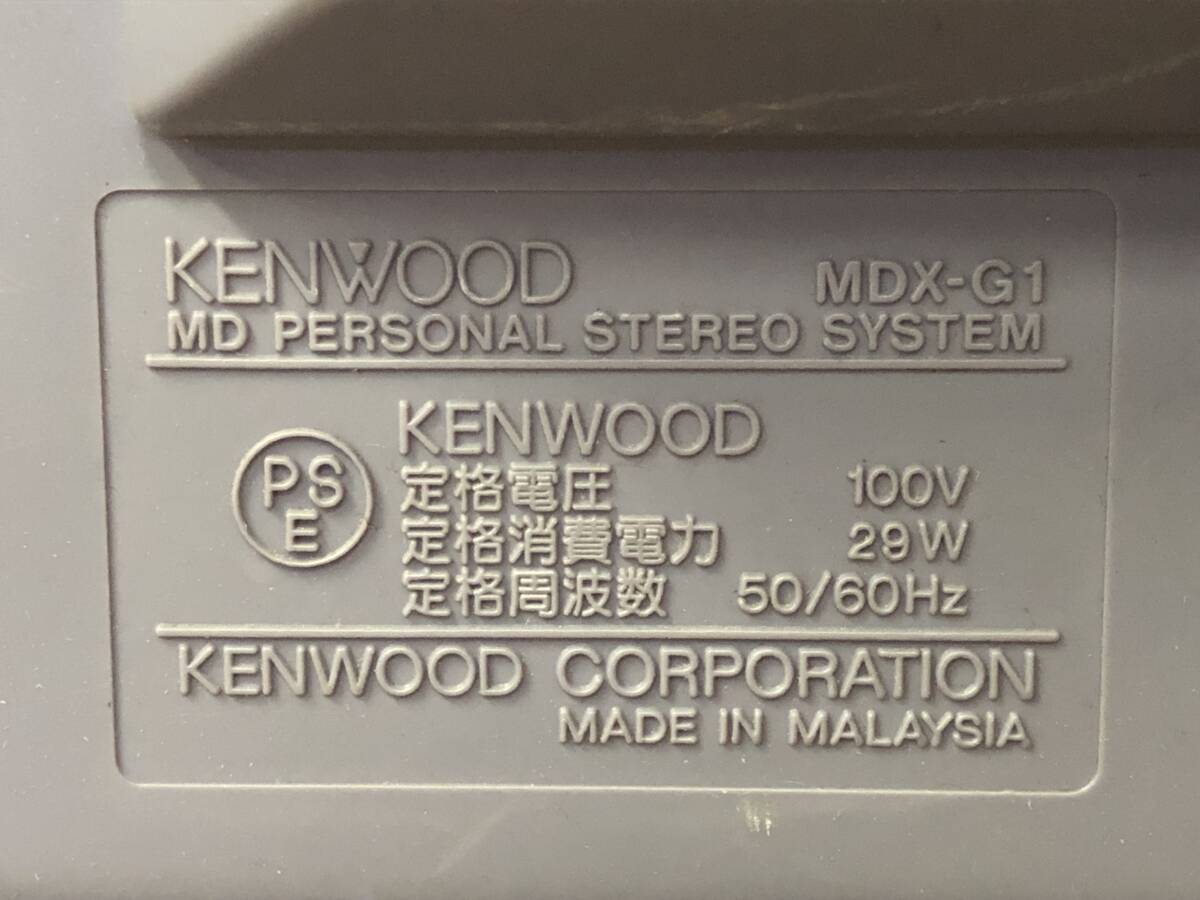 KENWOOD MDX-G1
MD PERSONAL STEREO SYSTEM
PS
E
KENWOOD
定格電圧 100V
定格消費電力 29W
定格周波数 50/60Hz
KENWOOD CORPORATION
MADE IN MALAYSIA